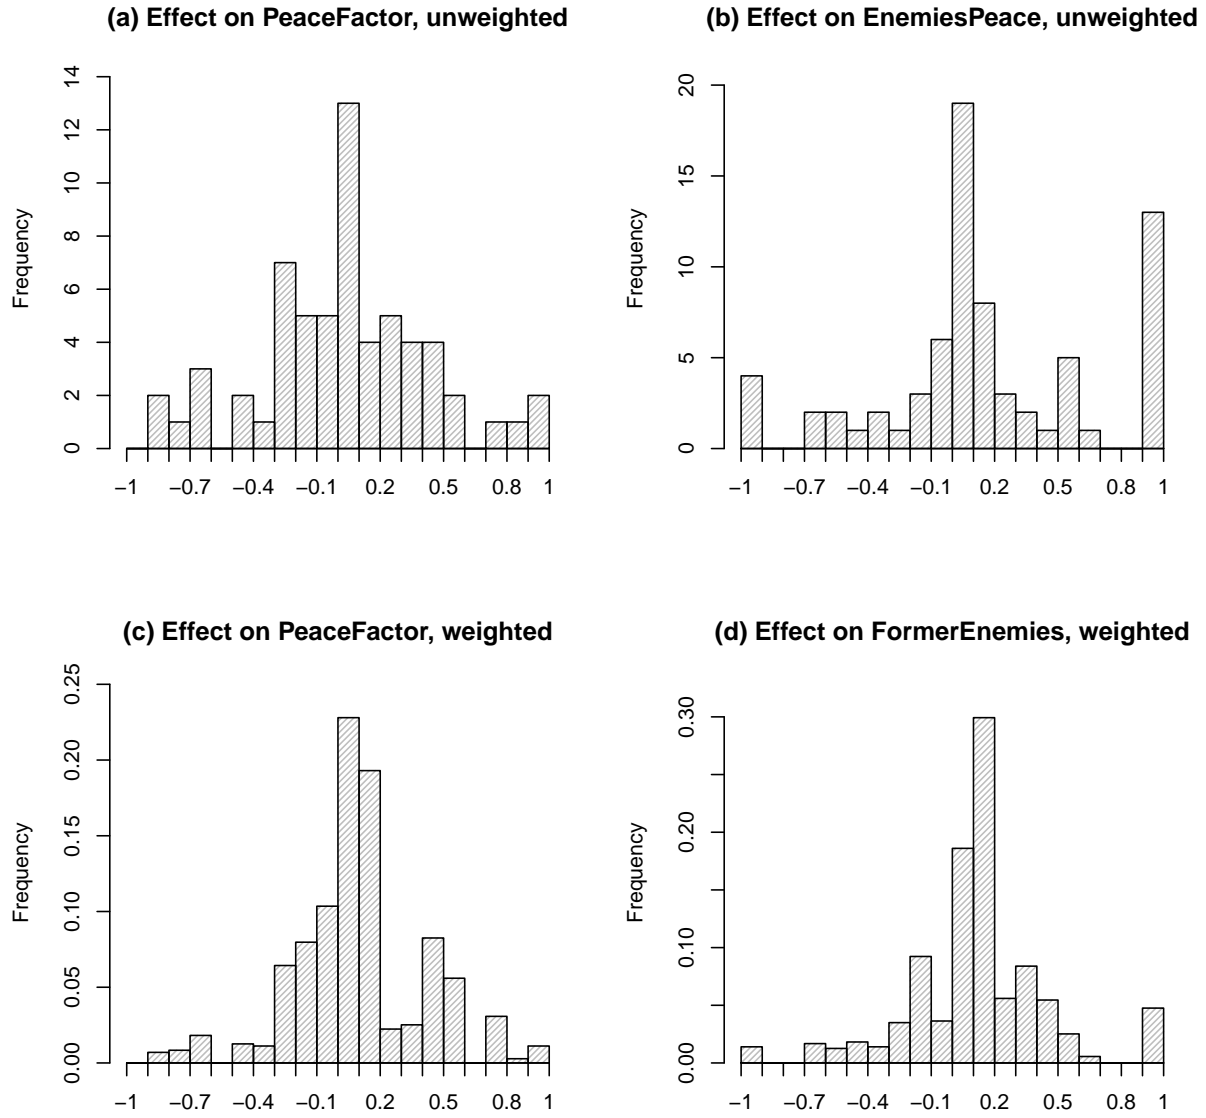 (a) Effect on PeaceFactor, unweighted
Frequency
14
12
10
8
6
4
2
0
−1 −0.7 −0.4 −0.1 0.2 0.5 0.8 1
(b) Effect on EnemiesPeace, unweighted
Frequency
20
15
10
5
0
−1 −0.7 −0.4 −0.1 0.2 0.5 0.8 1
(c) Effect on PeaceFactor, weighted
Frequency
0.25
0.20
0.15
0.10
0.05
0.00
−1 −0.7 −0.4 −0.1 0.2 0.5 0.8 1
(d) Effect on FormerEnemies, weighted
Frequency
0.30
0.20
0.10
0.00
−1 −0.7 −0.4 −0.1 0.2 0.5 0.8 1